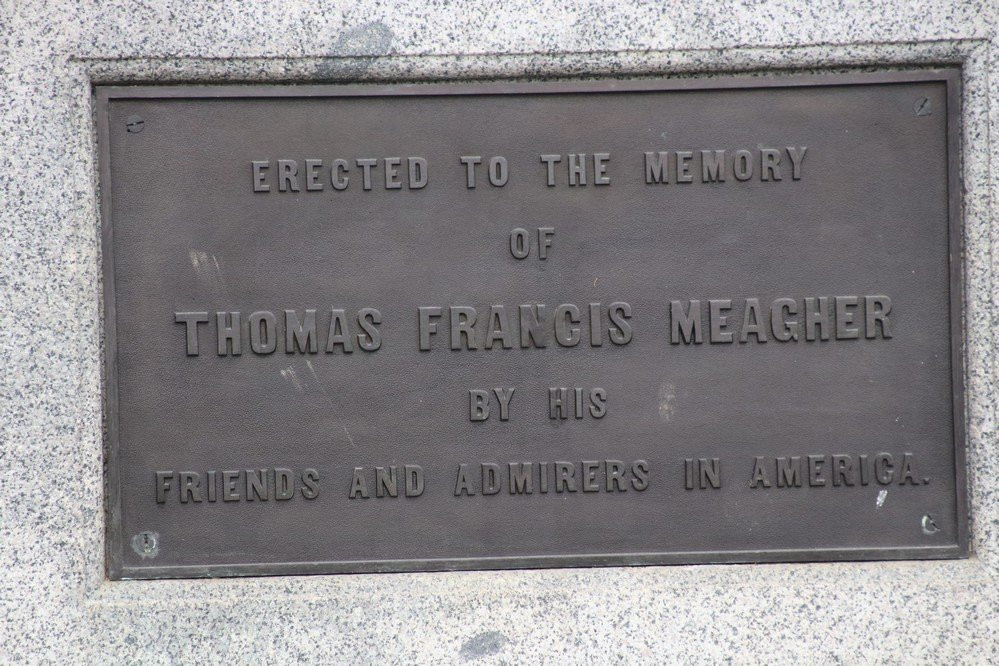 ERECTED TO THE MEMORY
OF
THOMAS FRANCIS MEAGHER
BY HIS
FRIENDS AND ADMIRERS IN AMERICA.